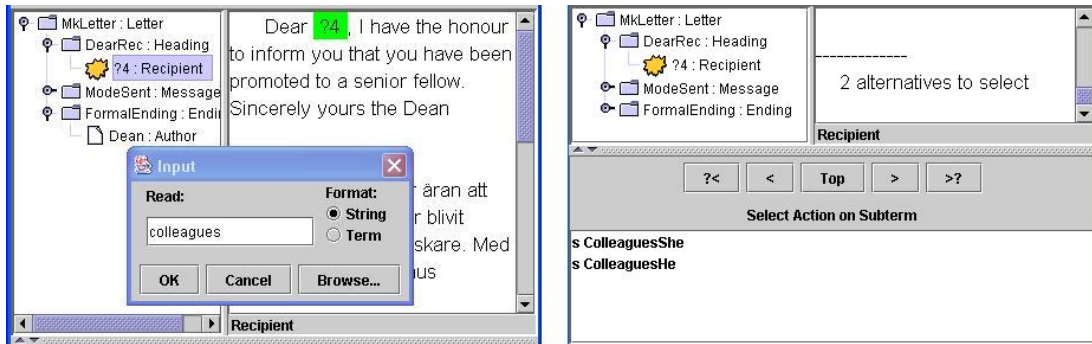 MkLetter : Letter
DearRec : Heading
?4 : Recipient
ModeSent : Message
FormalEnding : Endi
Dean : Author
Dear ?4 , I have the honour
to inform you that you have been
promoted to a senior fellow.
Sincerely yours the Dean
äran att
r blivit
skare. Med
Input
Read:
colleagues
Format:
String
Term
OK
Cancel
Browse...
Recipient
MkLetter : Letter
DearRec : Heading
?4 : Recipient
ModeSent : Message
FormalEnding : Ending
-------------
2 alternatives to select
Recipient
?<
<
Top
>
>?
Select Action on Subterm
s ColleaguesShe
s ColleaguesHe